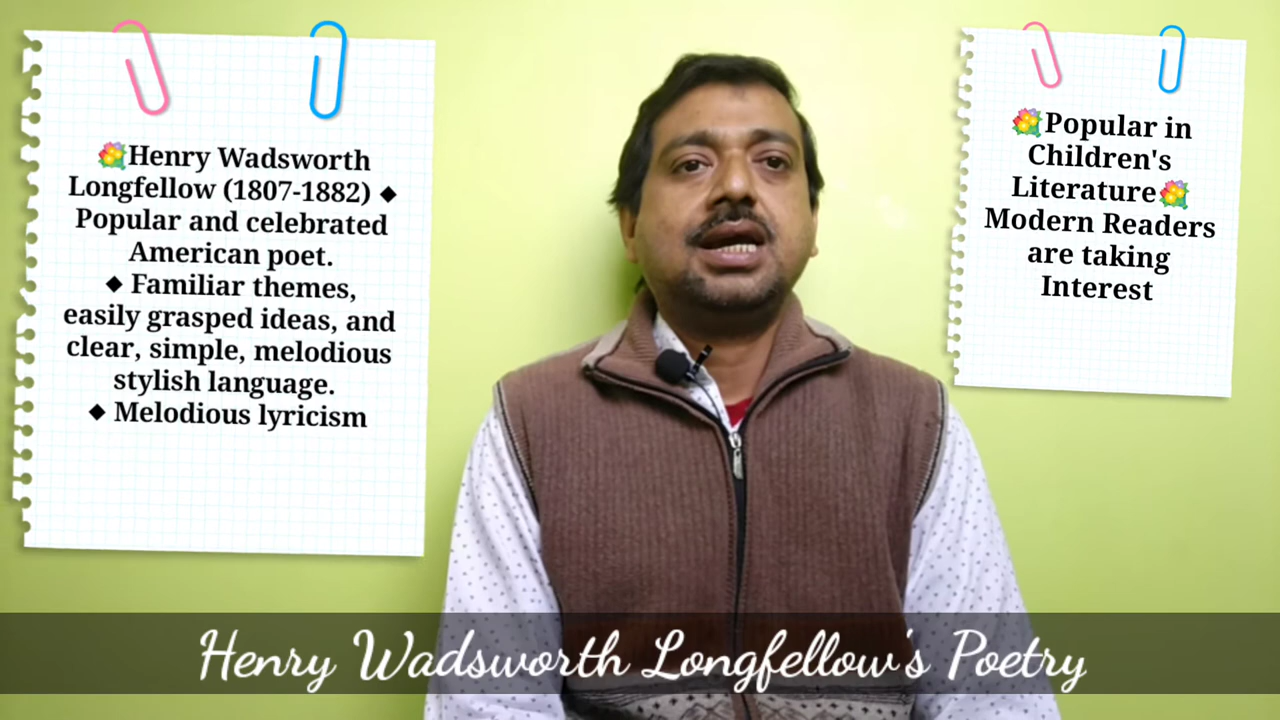 💐Henry Wadsworth
Longfellow (1807-1882) ◆
Popular and celebrated
American poet.
◆ Familiar themes,
easily grasped ideas, and
clear, simple, melodious
stylish language.
◆ Melodious lyricism
💐Popular in
Children's
Literature💐
Modern Readers
are taking
Interest
Henry Wadsworth Longfellow's Poetry